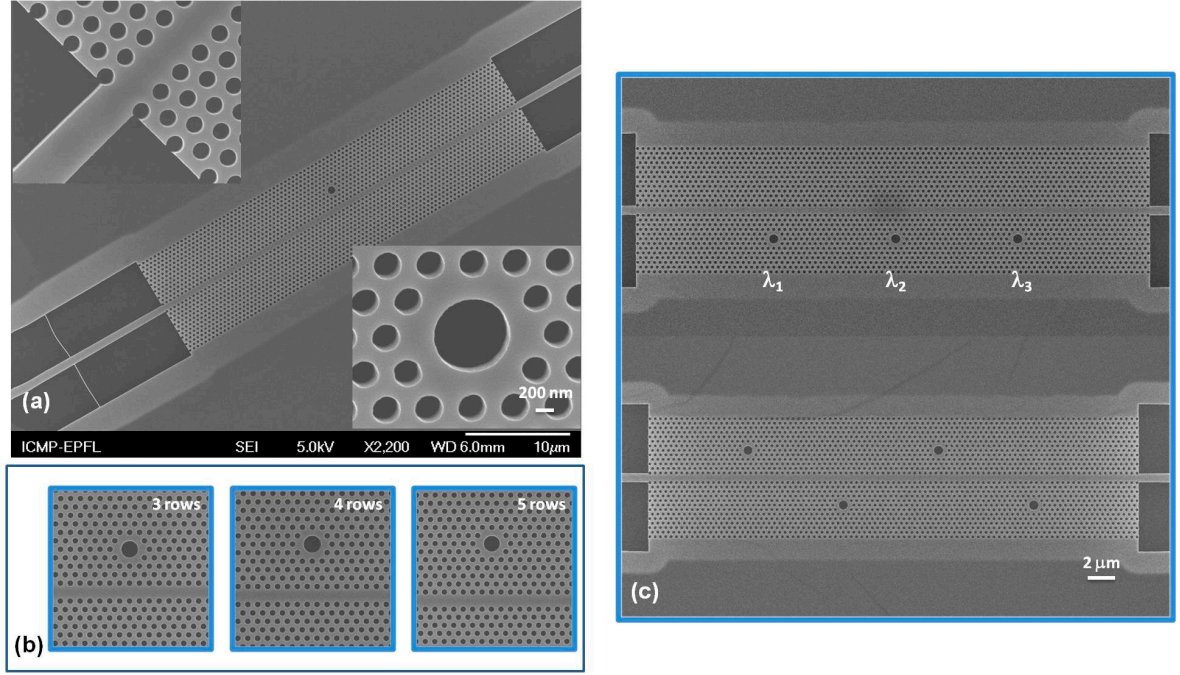 200 nm
(a)
ICMP-EPFL SEI 5.0kV X2,200 WD 6.0mm 10μm
3 rows
4 rows
5 rows
(b)
λ1 λ2 λ3
2 μm
(c)